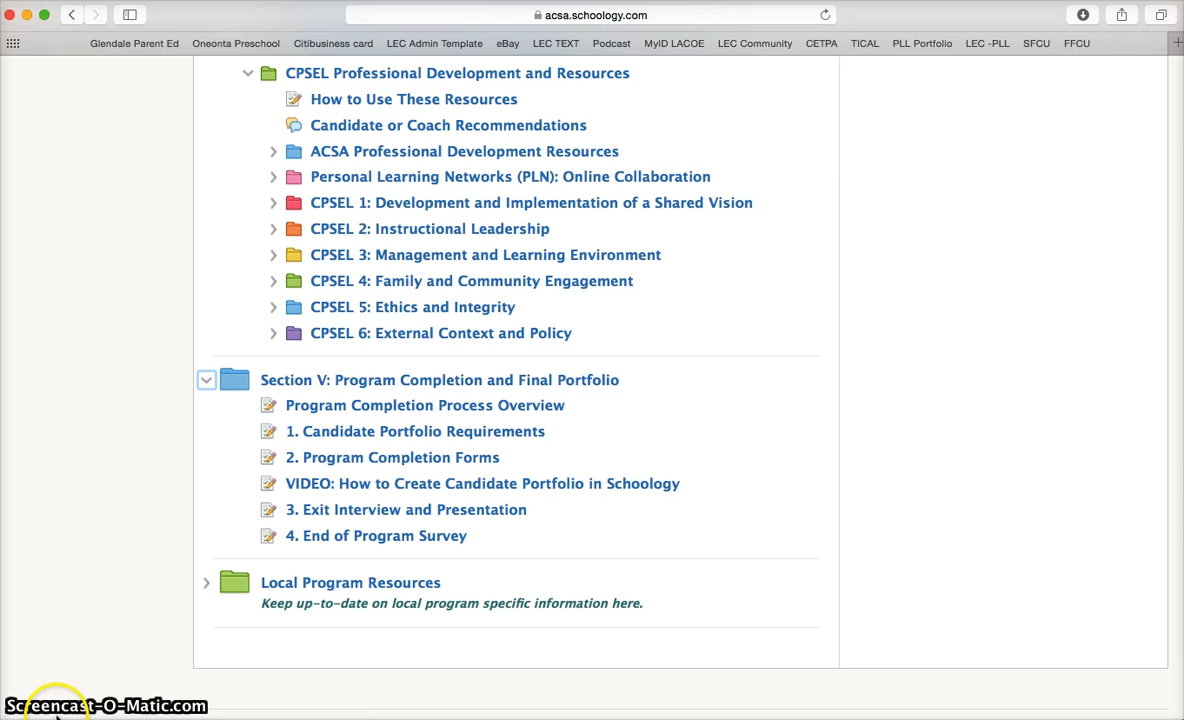 acsa.schoology.com
Glendale Parent Ed Oneonta Preschool Citibusiness card LEC Admin Template eBay LEC TEXT Podcast MyID LACOE LEC Community CETPA TICAL PLL Portfolio LEC -PLL SFCU FFCU
CPSEL Professional Development and Resources
How to Use These Resources
Candidate or Coach Recommendations
ACSA Professional Development Resources
Personal Learning Networks (PLN): Online Collaboration
CPSEL 1: Development and Implementation of a Shared Vision
CPSEL 2: Instructional Leadership
CPSEL 3: Management and Learning Environment
CPSEL 4: Family and Community Engagement
CPSEL 5: Ethics and Integrity
CPSEL 6: External Context and Policy
Section V: Program Completion and Final Portfolio
Program Completion Process Overview
1. Candidate Portfolio Requirements
2. Program Completion Forms
VIDEO: How to Create Candidate Portfolio in Schoology
3. Exit Interview and Presentation
4. End of Program Survey
Local Program Resources
Keep up-to-date on local program specific information here.
Screencast-O-Matic.com